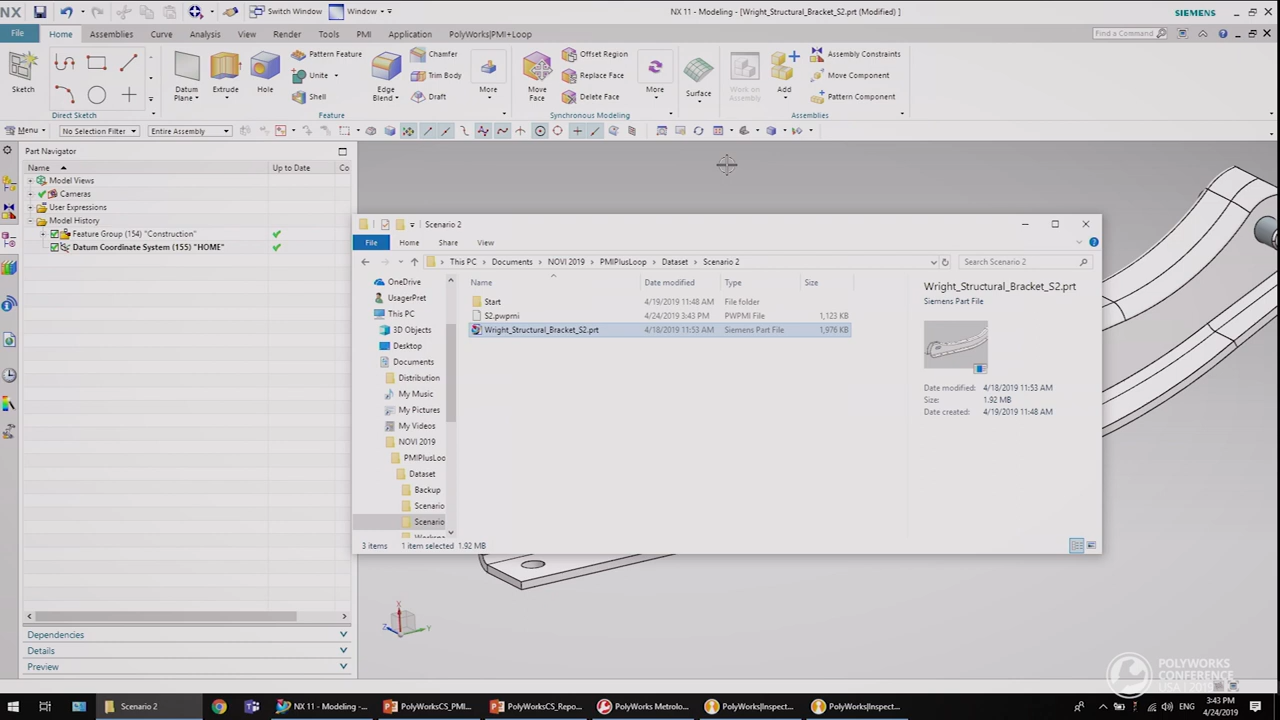 NX 11 Switch Window Window NX 11 - Modeling - [Wright_Structural_Bracket_S2.prt (Modified) ] SIEMENS
File Home Assemblies Curve Analysis View Render Tools PMI Application PolyWorks|PMI+Loop Find a Command
Sketch
Direct Sketch
Datum Plane
Extrude
Hole
Pattern Feature
Unite
Shell
Edge Blend
Chamfer
Trim Body
Draft
More
Feature
Move Face
Offset Region
Replace Face
Delete Face
More
Synchronous Modeling
Surface
Work on Assembly
Add
Assembly Constraints
Move Component
Pattern Component
Assemblies
Menu No Selection Filter Entire Assembly
Part Navigator
Name Up to Date Co
Model Views
Cameras
User Expressions
Model History
Feature Group (154) "Construction"
Datum Coordinate System (155) "HOME"
Dependencies
Details
Preview
Scenario 2
File Home Share View
This PC Documents NOVI 2019 PMIPlusLoop Dataset Scenario 2 Search Scenario 2
OneDrive
UsagerPret
This PC
3D Objects
Desktop
Documents
Distribution
My Music
My Pictures
My Videos
NOVI 2019
PMIPlusLoo
Dataset
Backup
Scenario
Scenario
Name Date modified Type Size
Start 4/19/2019 11:48 AM File folder
S2.pwpmi 4/24/2019 3:43 PM PWPMI File 1,123 KB
Wright_Structural_Bracket_S2.prt 4/18/2019 11:53 AM Siemens Part File 1,976 KB
Wright_Structural_Bracket_S2.prt
Siemens Part File
Date modified: 4/18/2019 11:53 AM
Size: 1.92 MB
Date created: 4/19/2019 11:48 AM
3 items 1 item selected 1.92 MB
X
Y
Z
POLYWORKS
CONFERENCE
USA | 2019
Scenario 2
NX 11 - Modeling -...
PolyWorksCS_PMI...
PolyWorksCS_Repo...
PolyWorks Metrolo...
PolyWorks|Inspect...
PolyWorks|Inspect...
3:43 PM
4/24/2019